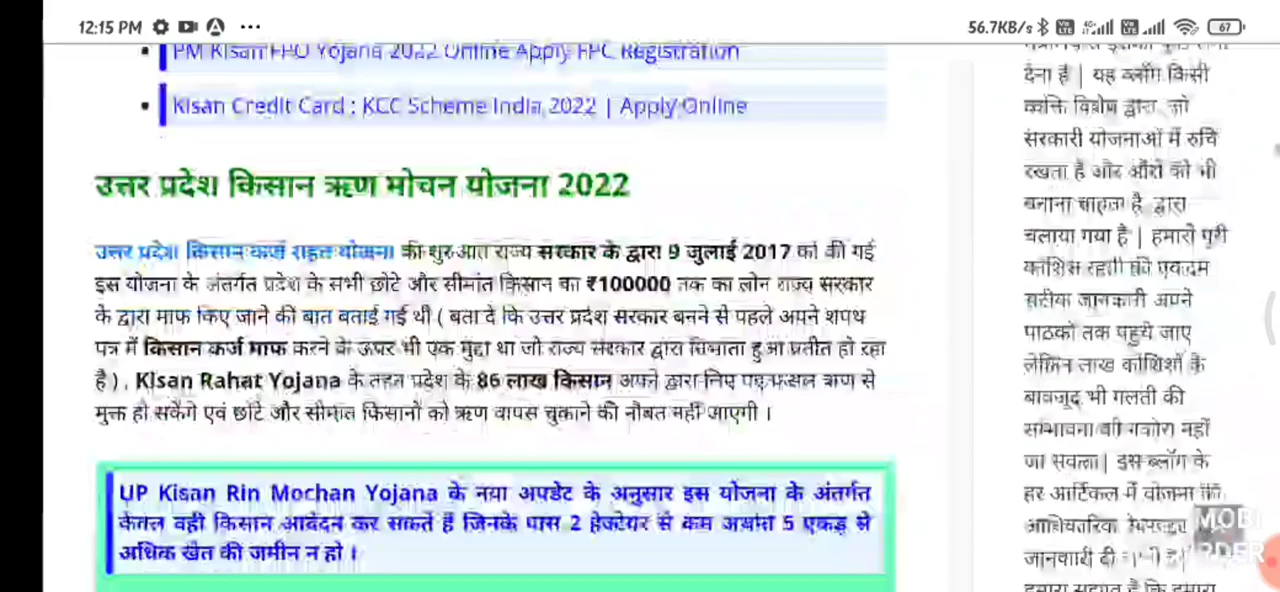 12:15 PM
56.7KB/s
67
PM Kisan FPO Yojana 2022 Online Apply FPC Registration
Kisan Credit Card : KCC Scheme India 2022 | Apply Online
उत्तर प्रदेश किसान ऋण मोचन योजना 2022
उत्तर प्रदेश किसान कर्ज राहत योजना की शुरुआत राज्य सरकार के द्वारा 9 जुलाई 2017 को की गई
इस योजना के अंतर्गत प्रदेश के सभी छोटे और सीमांत किसान का ₹100000 तक का लोन राज्य सरकार
के द्वारा माफ किए जाने की बात बताई गई थी ( बता दे कि उत्तर प्रदेश सरकार बनने से पहले अपने शपथ
पत्र में किसान कर्ज माफ करने के ऊपर भी एक मुद्दा था जो राज्य सरकार द्वारा निभाता हुआ प्रतीत हो रहा
है ) , Kisan Rahat Yojana के तहत प्रदेश के 86 लाख किसान अपने द्वारा लिए गए फसल ऋण से
मुक्त हो सकेंगे एवं छोटे और सीमांत किसानों को ऋण वापस चुकाने की नौबत नहीं आएगी ।
UP Kisan Rin Mochan Yojana के नया अपडेट के अनुसार इस योजना के अंतर्गत
केवल वही किसान आवेदन कर सकते हैं जिनके पास 2 हेक्टेयर से कम अर्थात 5 एकड़ से
अधिक खेत की जमीन न हो ।
देना है | यह ब्लॉग किसी
व्यक्ति विशेष द्वारा, जो
सरकारी योजनाओं में रुचि
रखता है और औरों को भी
बताना चाहता है, द्वारा
चलाया गया है | हमारी पूरी
कोशिस रहती की एकदम
सटीक जानकारी अपने
पाठकों तक पहुचे जाए
लेकिन लाख कोशिशों के
बावजूद भी गलती की
सम्भावना को नकारा नहीं
जा सकता| इस ब्लॉग के
हर आर्टिकल में योजना की
आधिकारिक वेबसाइट
जानकारी दी